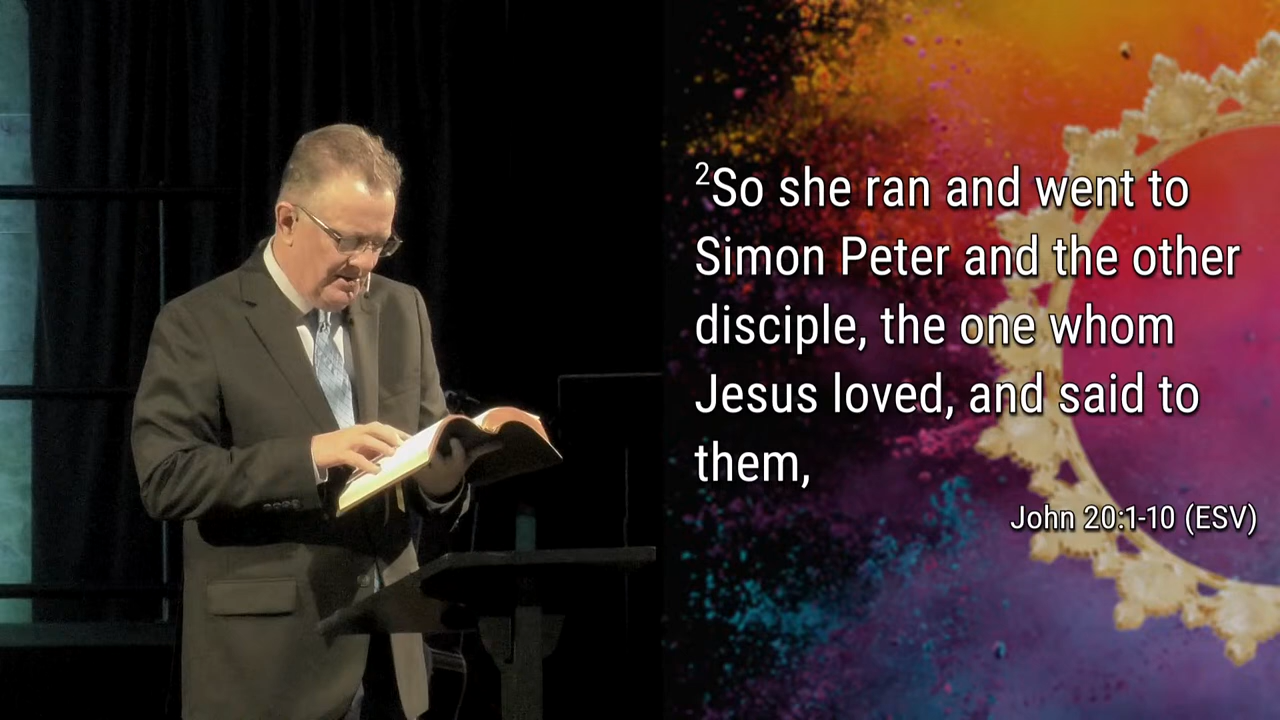 ²So she ran and went to
Simon Peter and the other
disciple, the one whom
Jesus loved, and said to
them,
John 20:1-10 (ESV)